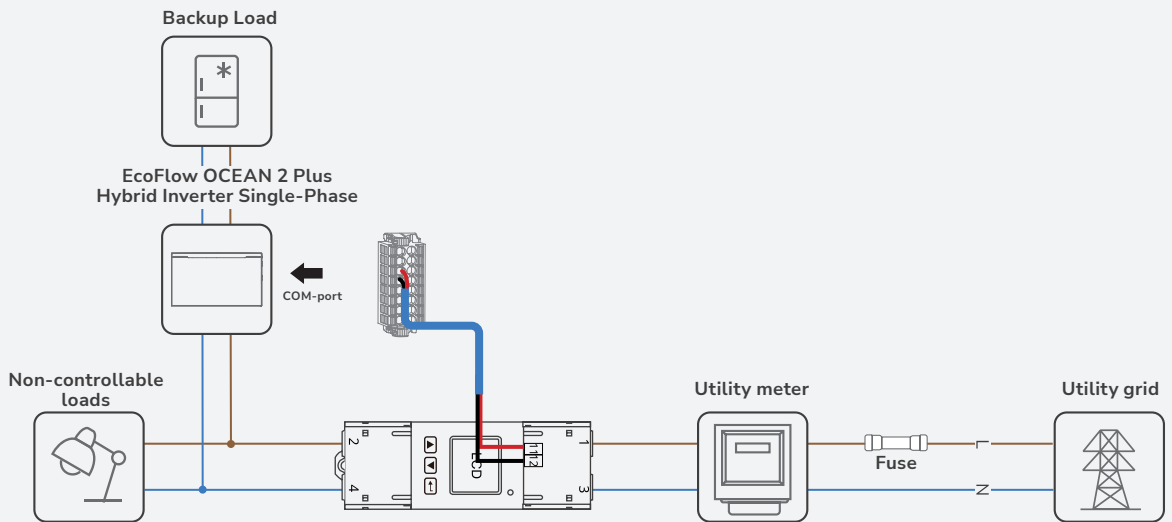 Backup Load
EcoFlow OCEAN 2 Plus
Hybrid Inverter Single-Phase
COM-port
Non-controllable
loads
Utility meter
Utility grid
2
4
LCD
11
12
1
3
Fuse
L
N